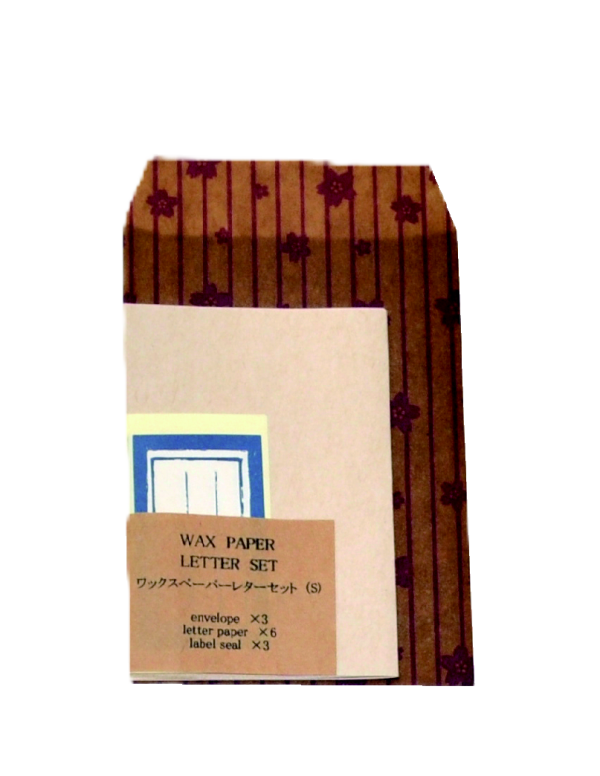 WAX PAPER
LETTER SET
ワックスペーパーレターセット (S)
envelope ×3
letter paper ×6
label seal ×3